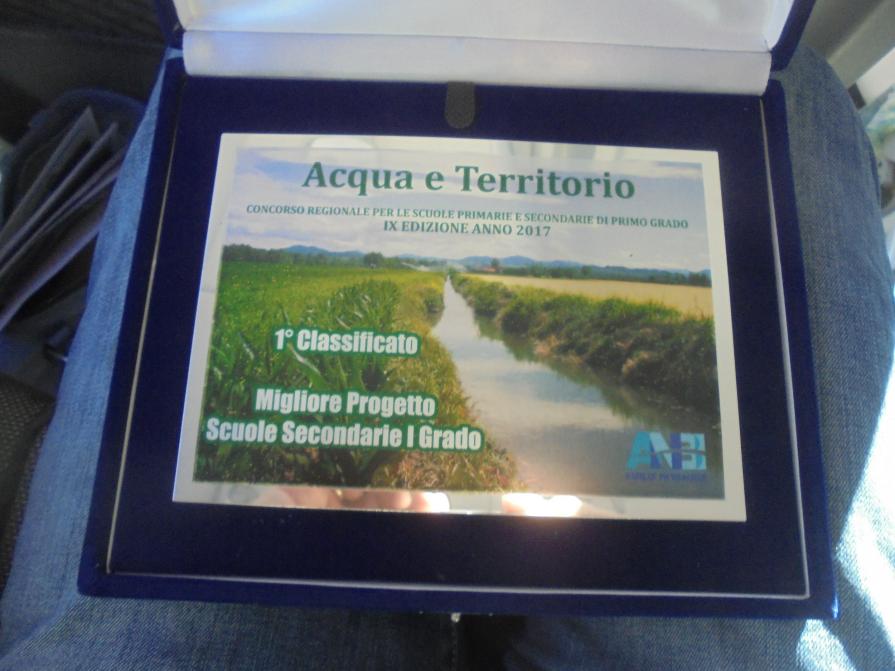 Acqua e Territorio
CONCORSO REGIONALE PER LE SCUOLE PRIMARIE E SECONDARIE DI PRIMO GRADO
IX EDIZIONE ANNO 2017
1° Classificato
Migliore Progetto
Scuole Secondarie I Grado
ANBI